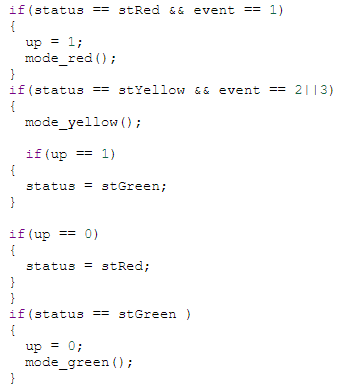 if(status == stRed && event == 1)
{
up = 1;
mode_red();
}
if(status == stYellow && event == 2||3)
{
mode_yellow();
if(up == 1)
{
status = stGreen;
}
if(up == 0)
{
status = stRed;
}
}
if(status == stGreen )
{
up = 0;
mode_green();
}